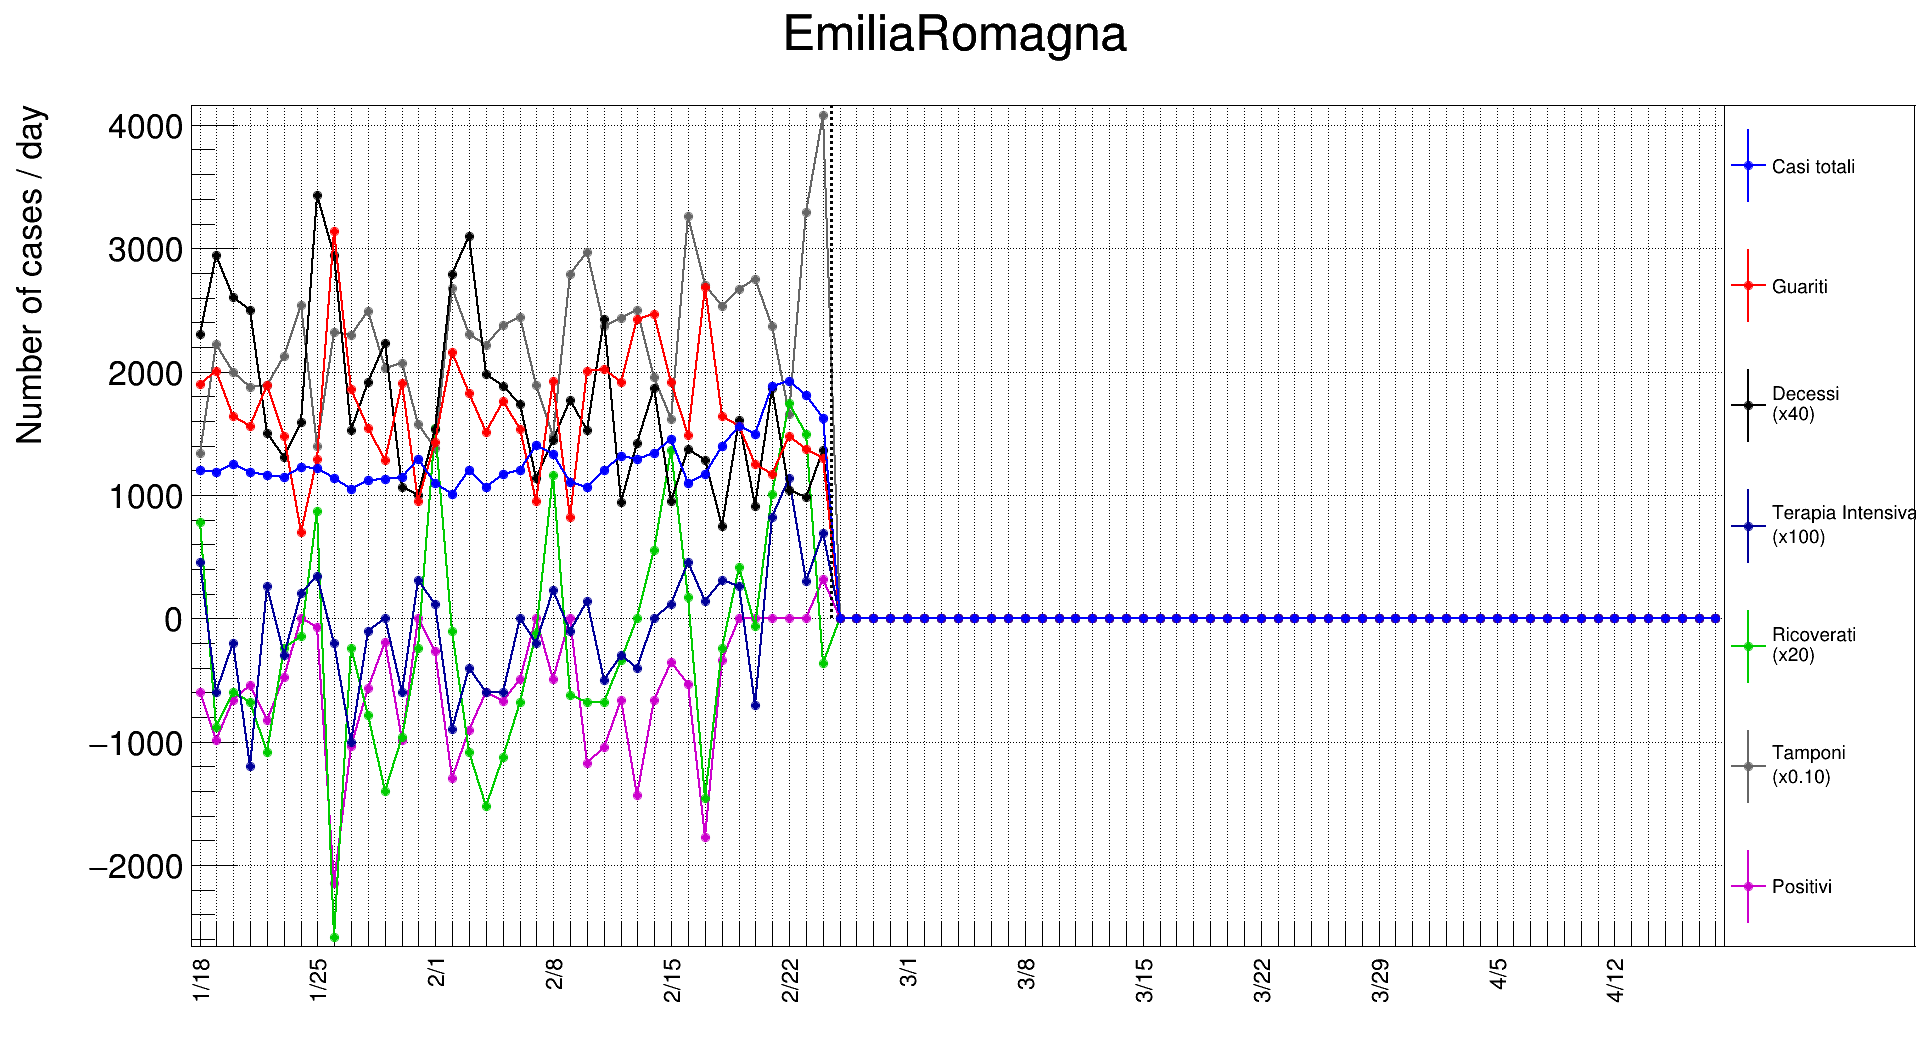 EmiliaRomagna
Number of cases / day
4000
3000
2000
1000
0
−1000
−2000
1/18
1/25
2/1
2/8
2/15
2/22
3/1
3/8
3/15
3/22
3/29
4/5
4/12
Casi totali
Guariti
Decessi
(x40)
Terapia Intensiva
(x100)
Ricoverati
(x20)
Tamponi
(x0.10)
Positivi